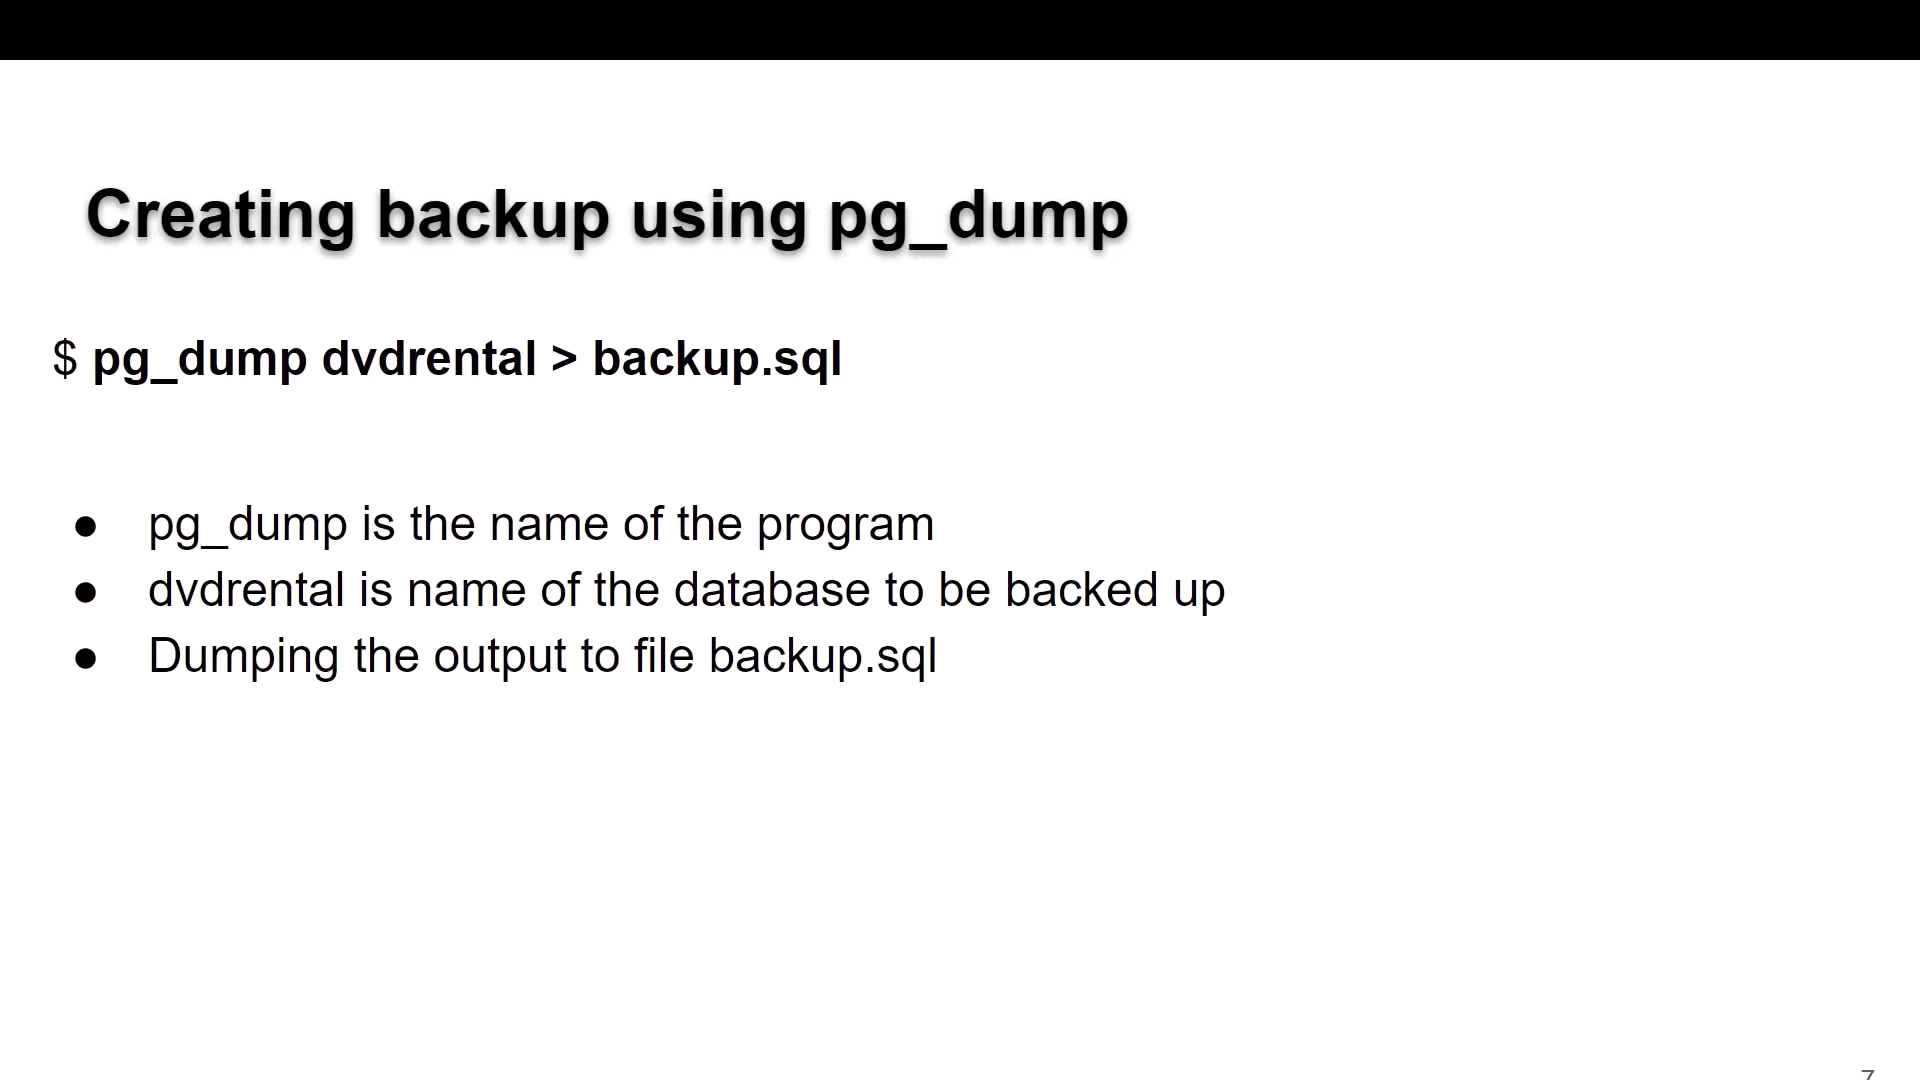 Creating backup using pg_dump
$ pg_dump dvdrental > backup.sql
● pg_dump is the name of the program
● dvdrental is name of the database to be backed up
● Dumping the output to file backup.sql
7